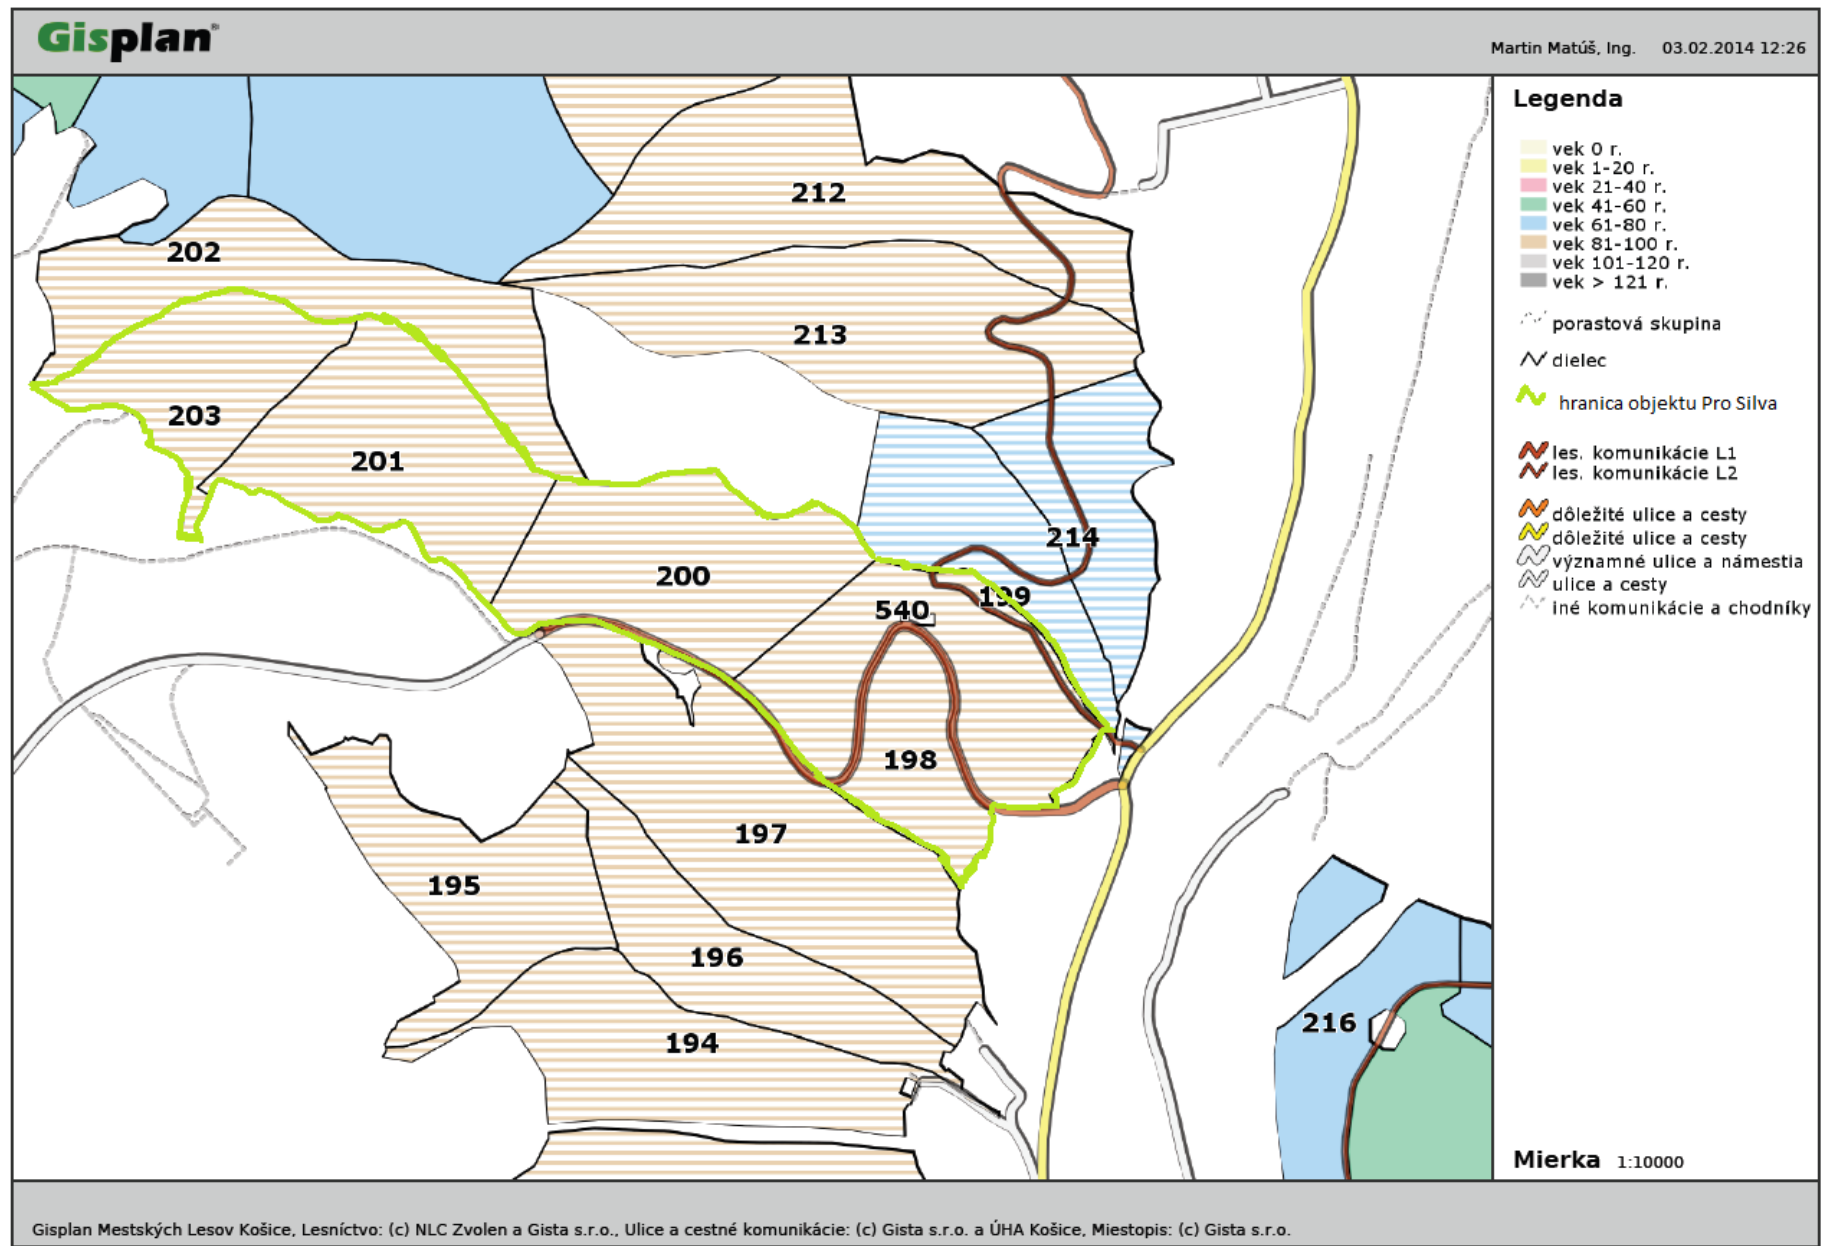 Gisplan®
Martin Matúš, Ing. 03.02.2014 12:26
Legenda
vek 0 r.
vek 1-20 r.
vek 21-40 r.
vek 41-60 r.
vek 61-80 r.
vek 81-100 r.
vek 101-120 r.
vek > 121 r.
porastová skupina
dielec
hranica objektu Pro Silva
les. komunikácie L1
les. komunikácie L2
dôležité ulice a cesty
dôležité ulice a cesty
významné ulice a námestia
ulice a cesty
iné komunikácie a chodníky
Mierka 1:10000
212
202
213
203
201
214
200
199
540
198
197
195
196
194
216
Gisplan Mestských Lesov Košice, Lesníctvo: (c) NLC Zvolen a Gista s.r.o., Ulice a cestné komunikácie: (c) Gista s.r.o. a ÚHA Košice, Miestopis: (c) Gista s.r.o.